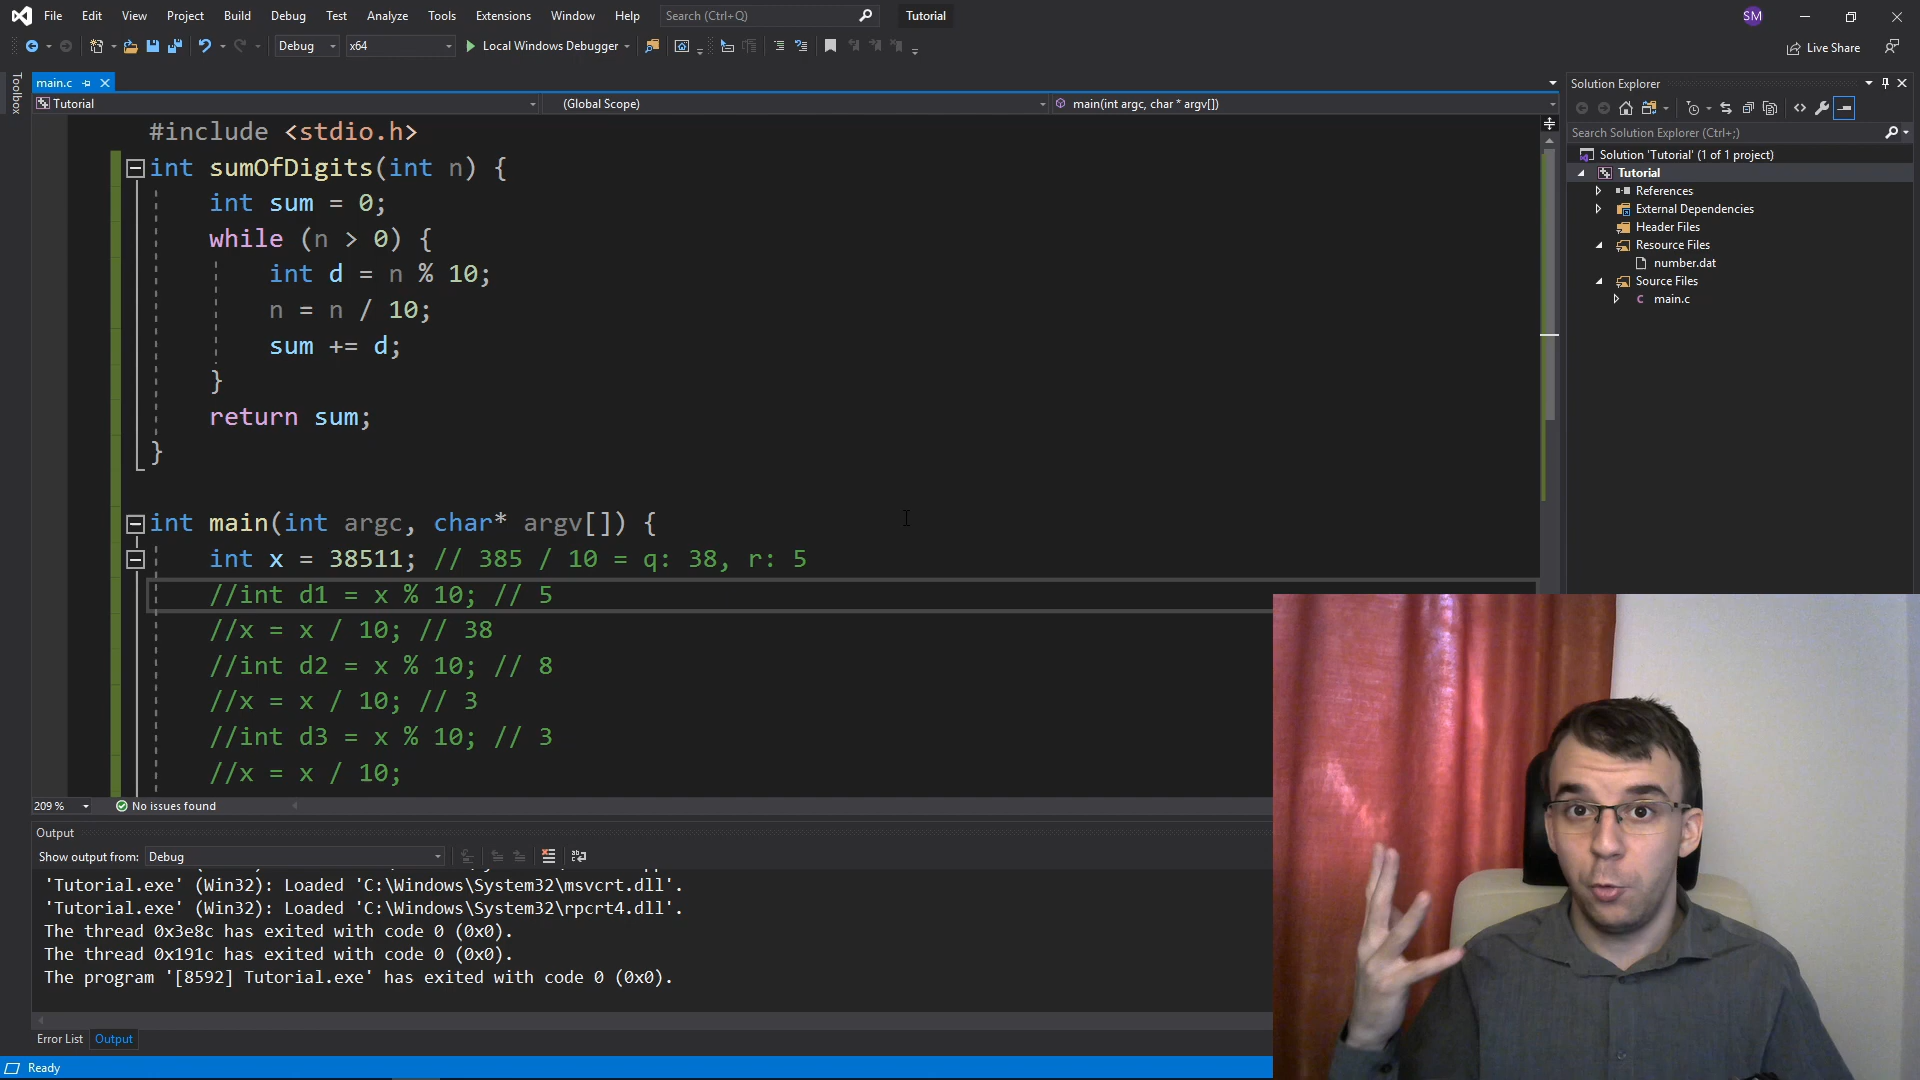 File Edit View Project Build Debug Test Analyze Tools Extensions Window Help Search (Ctrl+Q) Tutorial SM
Debug x64 Local Windows Debugger Live Share
Toolbox
main.c
Tutorial (Global Scope) main(int argc, char * argv[])
#include <stdio.h>
int sumOfDigits(int n) {
int sum = 0;
while (n > 0) {
int d = n % 10;
n = n / 10;
sum += d;
}
return sum;
}
int main(int argc, char* argv[]) {
int x = 38511; // 385 / 10 = q: 38, r: 5
//int d1 = x % 10; // 5
//x = x / 10; // 38
//int d2 = x % 10; // 8
//x = x / 10; // 3
//int d3 = x % 10; // 3
//x = x / 10;
209 % No issues found
Output
Show output from: Debug
'Tutorial.exe' (Win32): Loaded 'C:\Windows\System32\msvcrt.dll'.
'Tutorial.exe' (Win32): Loaded 'C:\Windows\System32\rpcrt4.dll'.
The thread 0x3e8c has exited with code 0 (0x0).
The thread 0x191c has exited with code 0 (0x0).
The program '[8592] Tutorial.exe' has exited with code 0 (0x0).
Error List Output
Ready
Solution Explorer
Search Solution Explorer (Ctrl+;)
Solution 'Tutorial' (1 of 1 project)
Tutorial
References
External Dependencies
Header Files
Resource Files
number.dat
Source Files
main.c